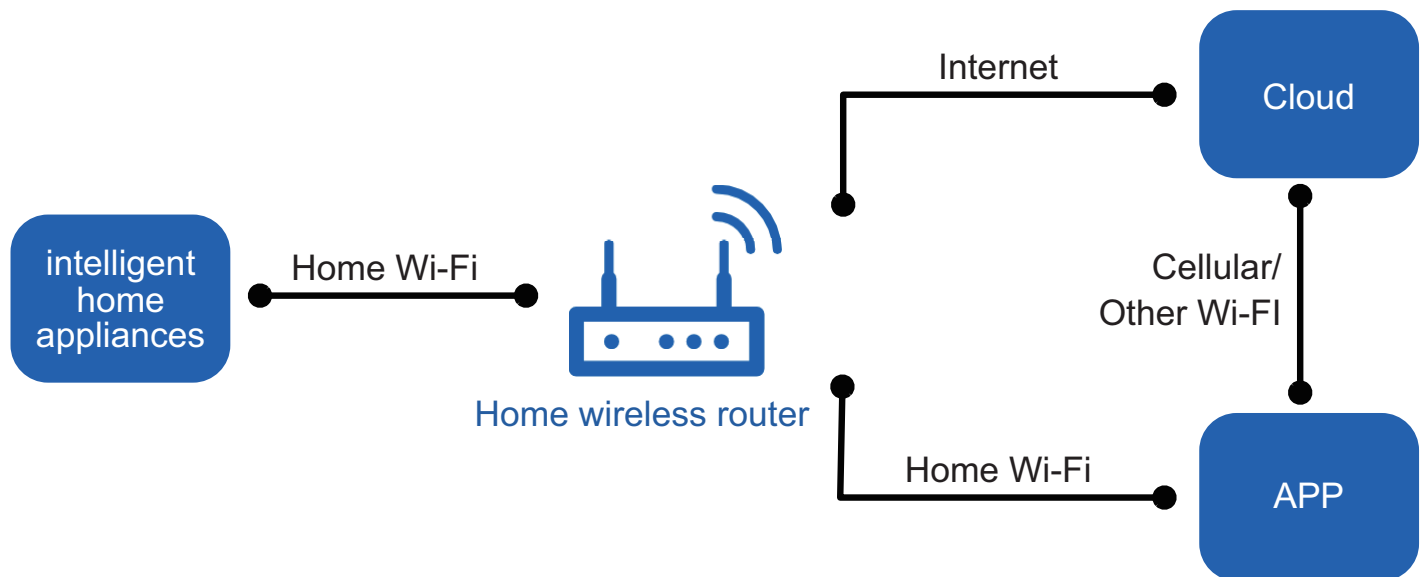 Internet
Cloud
intelligent
home
appliances
Home Wi-Fi
Cellular/
Other Wi-FI
Home wireless router
Home Wi-Fi
APP